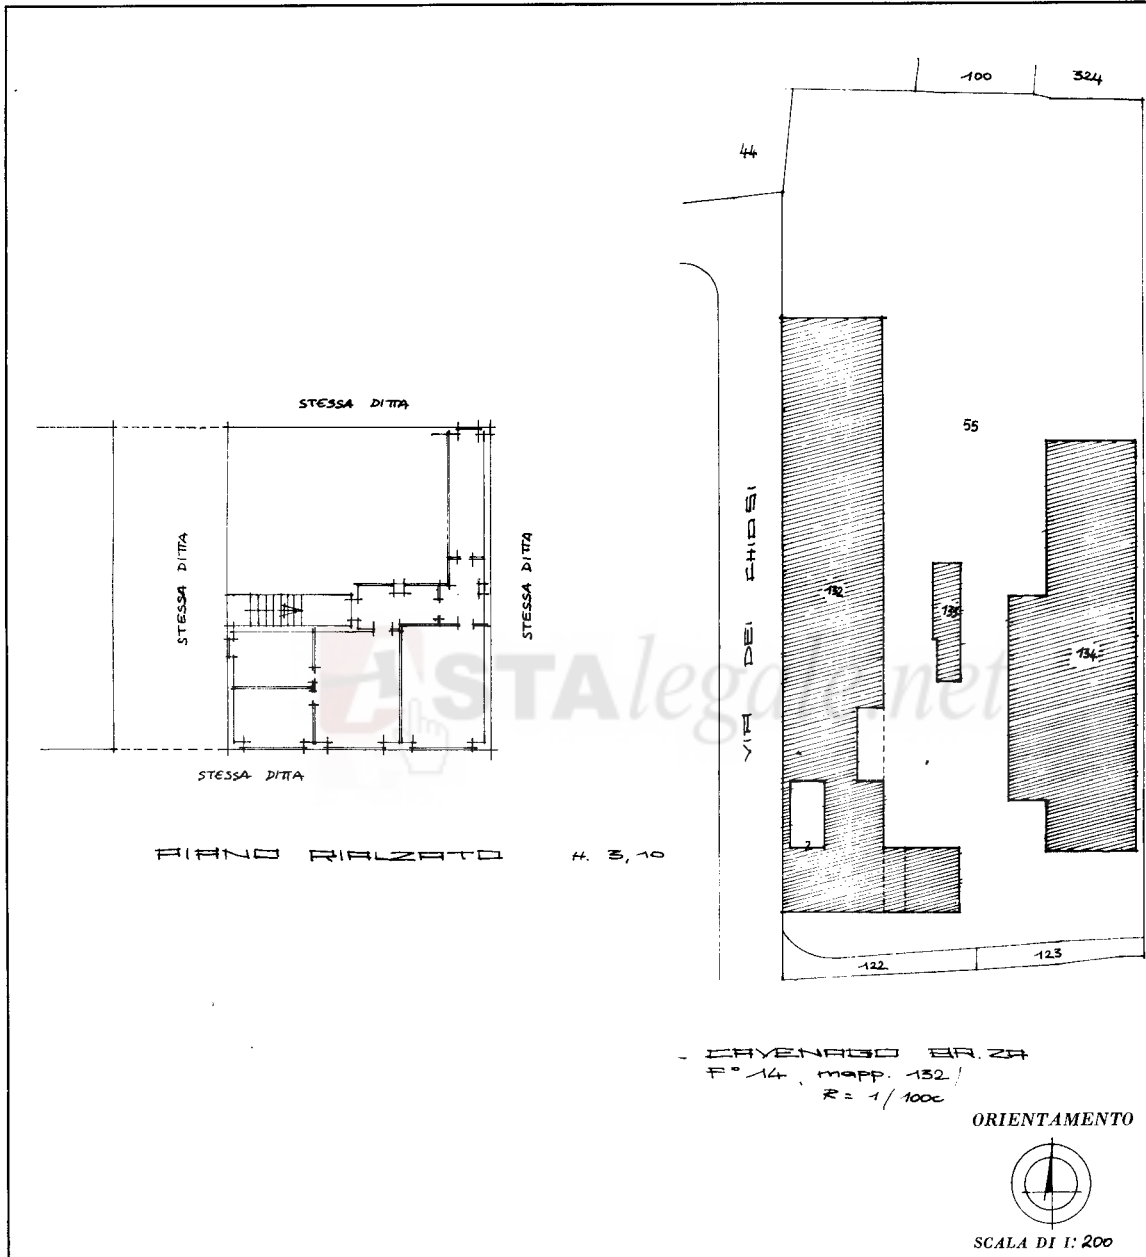 100
324
44
STESSA DITTA
55
STESSA DITTA
STESSA DITTA
VIA DEI CHIOSI
132
135
134
ASTAlegale.net
STESSA DITTA
2
PIANO RIALZATO H. 3,10
122
123
- CAVENAGO BR.ZA
F° 14, mapp. 132/
R = 1/1000
ORIENTAMENTO
SCALA DI 1: 200